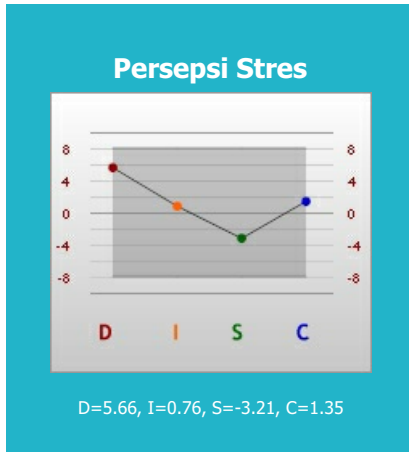 Persepsi Stres
8 8
4 4
0 0
-4 -4
-8 -8
D I S C
D=5.66, I=0.76, S=-3.21, C=1.35